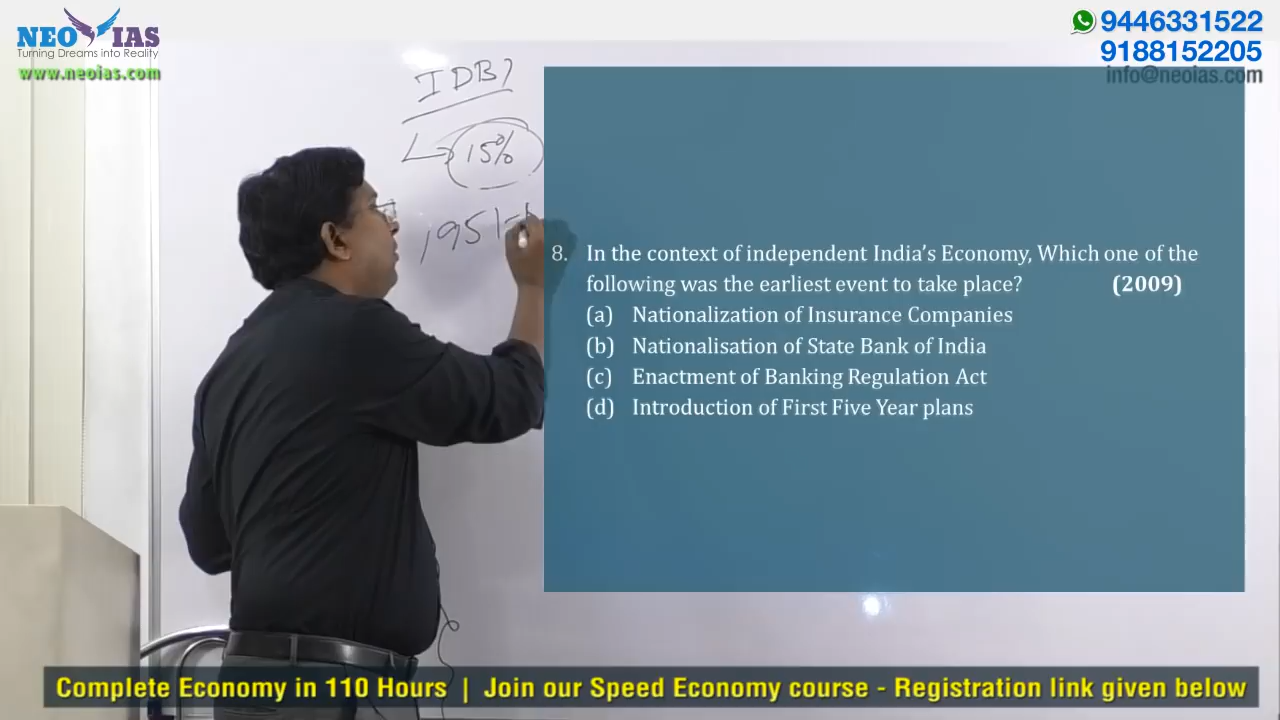 NEO IAS
Turning Dreams into Reality
www.neoias.com
9446331522
9188152205
info@neoias.com
IDBI
15%
1951-
8. In the context of independent India’s Economy, Which one of the
following was the earliest event to take place? (2009)
(a) Nationalization of Insurance Companies
(b) Nationalisation of State Bank of India
(c) Enactment of Banking Regulation Act
(d) Introduction of First Five Year plans
Complete Economy in 110 Hours | Join our Speed Economy course - Registration link given below